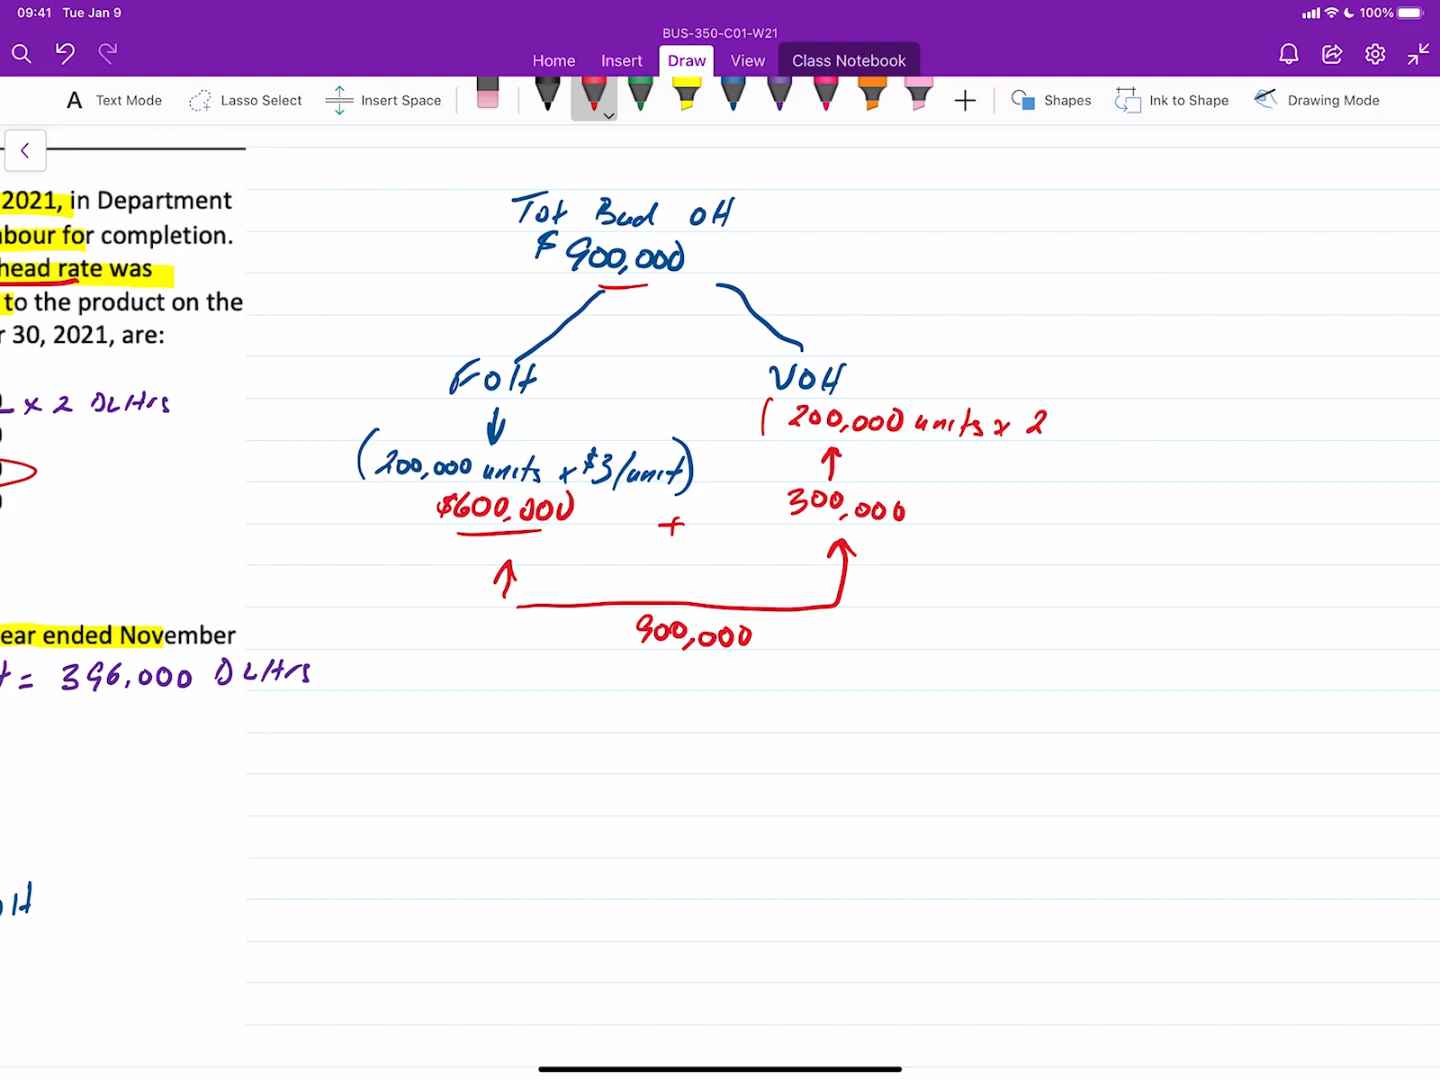 09:41 Tue Jan 9
100%
BUS-350-C01-W21
Home Insert Draw View Class Notebook
A Text Mode Lasso Select Insert Space Shapes Ink to Shape Drawing Mode
2021, in Department
bour for completion.
head rate was
to the product on the
r 30, 2021, are:
x 2 DLHrs
ear ended November
= 396,000 DLHrs
OH
Tot Bud OH
$900,000
FOH
(200,000 units x $3/unit)
$600,000
+
VOH
(200,000 units x 2
300,000
900,000